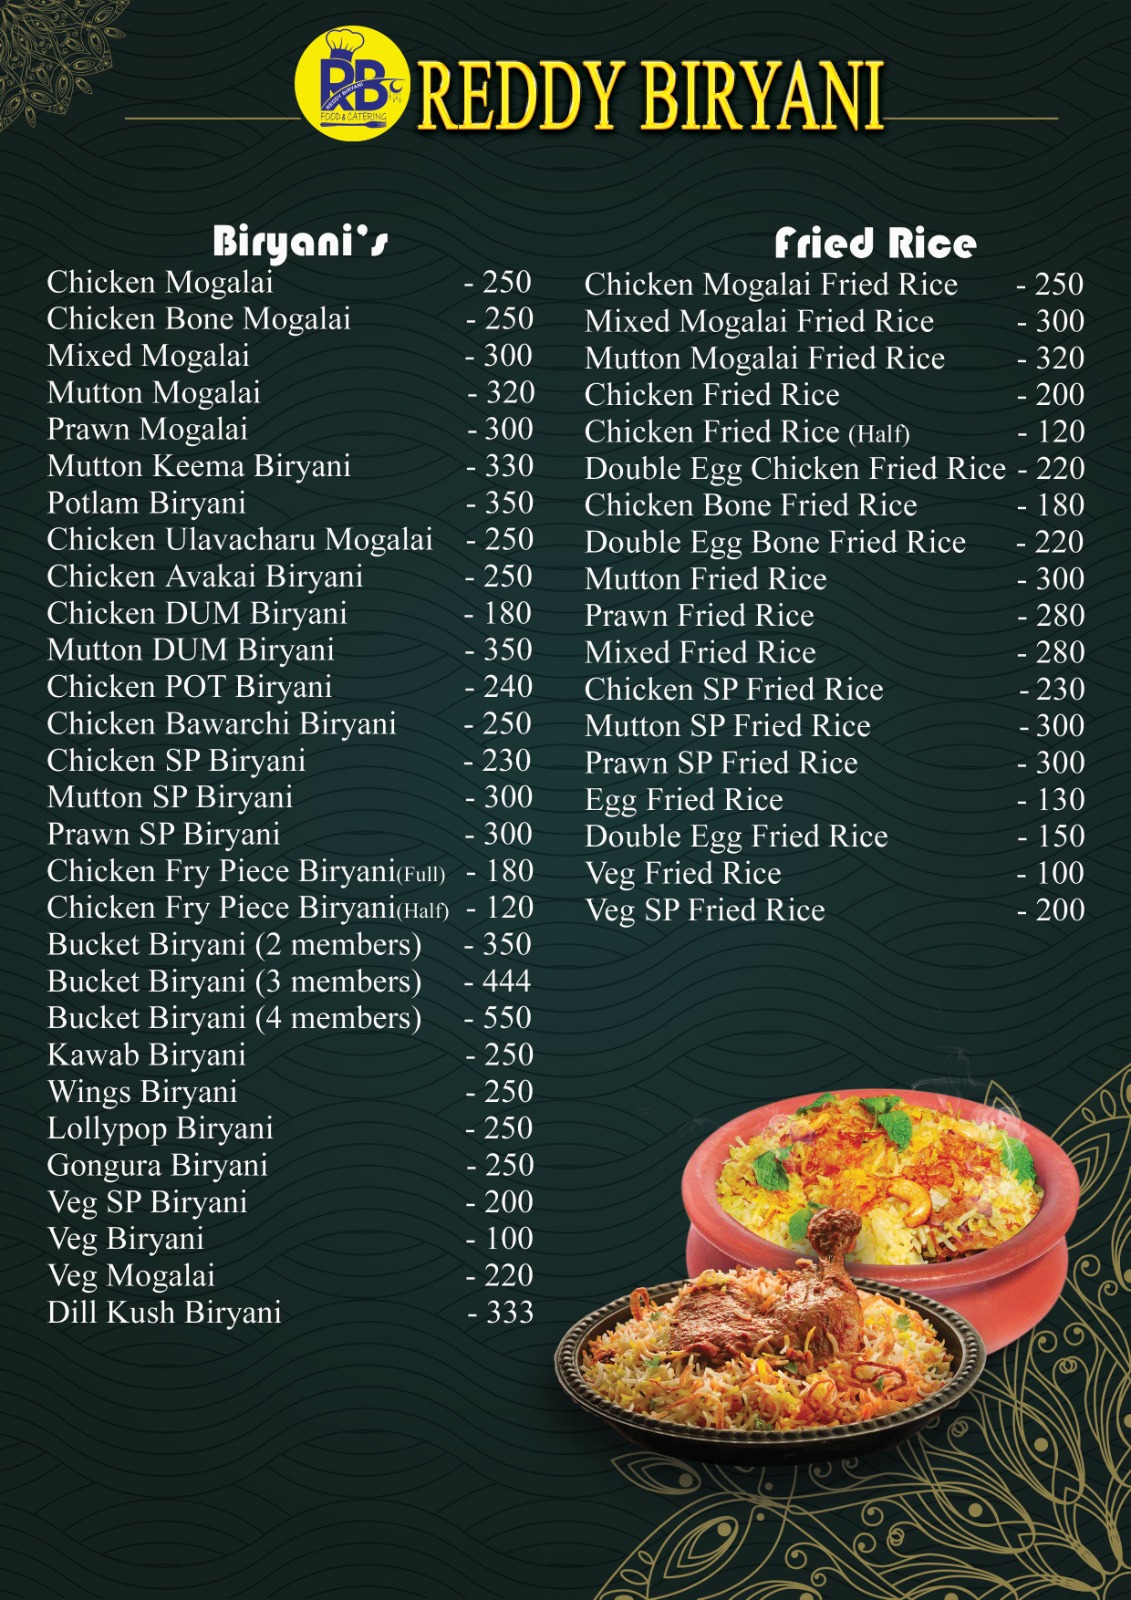 RB
REDDY BIRYANI
FOOD & CATERING
REDDY BIRYANI
Biryani's
Chicken Mogalai - 250
Chicken Bone Mogalai - 250
Mixed Mogalai - 300
Mutton Mogalai - 320
Prawn Mogalai - 300
Mutton Keema Biryani - 330
Potlam Biryani - 350
Chicken Ulavacharu Mogalai - 250
Chicken Avakai Biryani - 250
Chicken DUM Biryani - 180
Mutton DUM Biryani - 350
Chicken POT Biryani - 240
Chicken Bawarchi Biryani - 250
Chicken SP Biryani - 230
Mutton SP Biryani - 300
Prawn SP Biryani - 300
Chicken Fry Piece Biryani(Full) - 180
Chicken Fry Piece Biryani(Half) - 120
Bucket Biryani (2 members) - 350
Bucket Biryani (3 members) - 444
Bucket Biryani (4 members) - 550
Kawab Biryani - 250
Wings Biryani - 250
Lollypop Biryani - 250
Gongura Biryani - 250
Veg SP Biryani - 200
Veg Biryani - 100
Veg Mogalai - 220
Dill Kush Biryani - 333
Fried Rice
Chicken Mogalai Fried Rice - 250
Mixed Mogalai Fried Rice - 300
Mutton Mogalai Fried Rice - 320
Chicken Fried Rice - 200
Chicken Fried Rice (Half) - 120
Double Egg Chicken Fried Rice - 220
Chicken Bone Fried Rice - 180
Double Egg Bone Fried Rice - 220
Mutton Fried Rice - 300
Prawn Fried Rice - 280
Mixed Fried Rice - 280
Chicken SP Fried Rice - 230
Mutton SP Fried Rice - 300
Prawn SP Fried Rice - 300
Egg Fried Rice - 130
Double Egg Fried Rice - 150
Veg Fried Rice - 100
Veg SP Fried Rice - 200